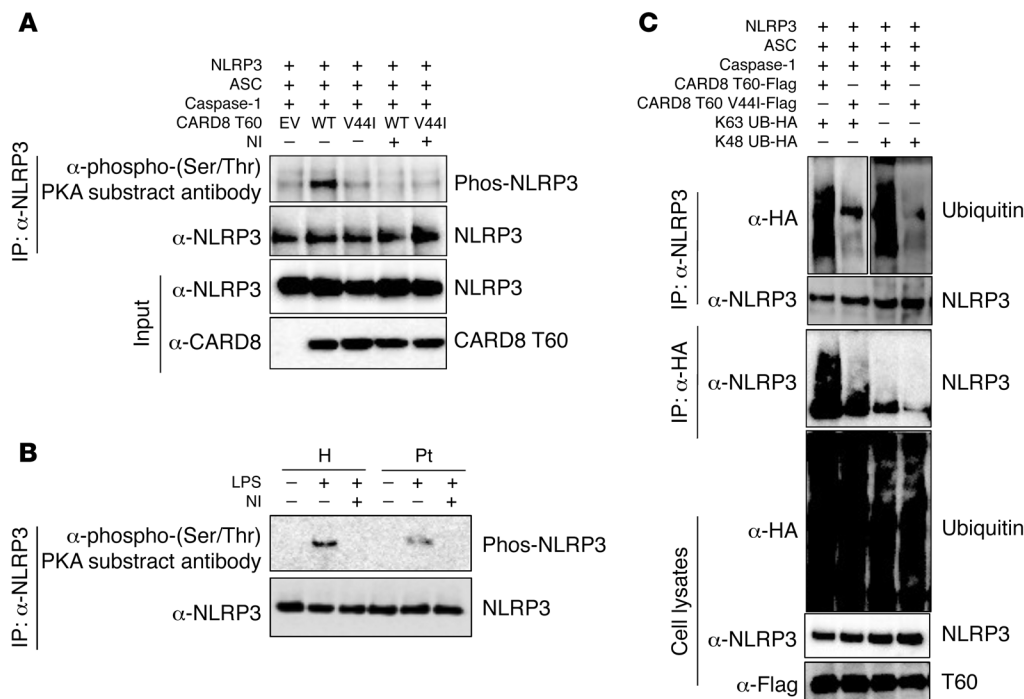 A
NLRP3 + + + + +
ASC + + + + +
Caspase-1 + + + + +
CARD8 T60 EV WT V44I WT V44I
NI – – – + +
IP: α-NLRP3
α-phospho-(Ser/Thr)
PKA substract antibody
Phos-NLRP3
α-NLRP3
NLRP3
Input
α-NLRP3
NLRP3
α-CARD8
CARD8 T60
B
H Pt
LPS – + + – + +
NI – – + – – +
IP: α-NLRP3
α-phospho-(Ser/Thr)
PKA substract antibody
Phos-NLRP3
α-NLRP3
NLRP3
C
NLRP3 + + + +
ASC + + + +
Caspase-1 + + + +
CARD8 T60-Flag + – + –
CARD8 T60 V44I-Flag – + – +
K63 UB-HA + + – –
K48 UB-HA – – + +
IP: α-NLRP3
α-HA
Ubiquitin
α-NLRP3
NLRP3
IP: α-HA
α-NLRP3
NLRP3
Cell lysates
α-HA
Ubiquitin
α-NLRP3
NLRP3
α-Flag
T60